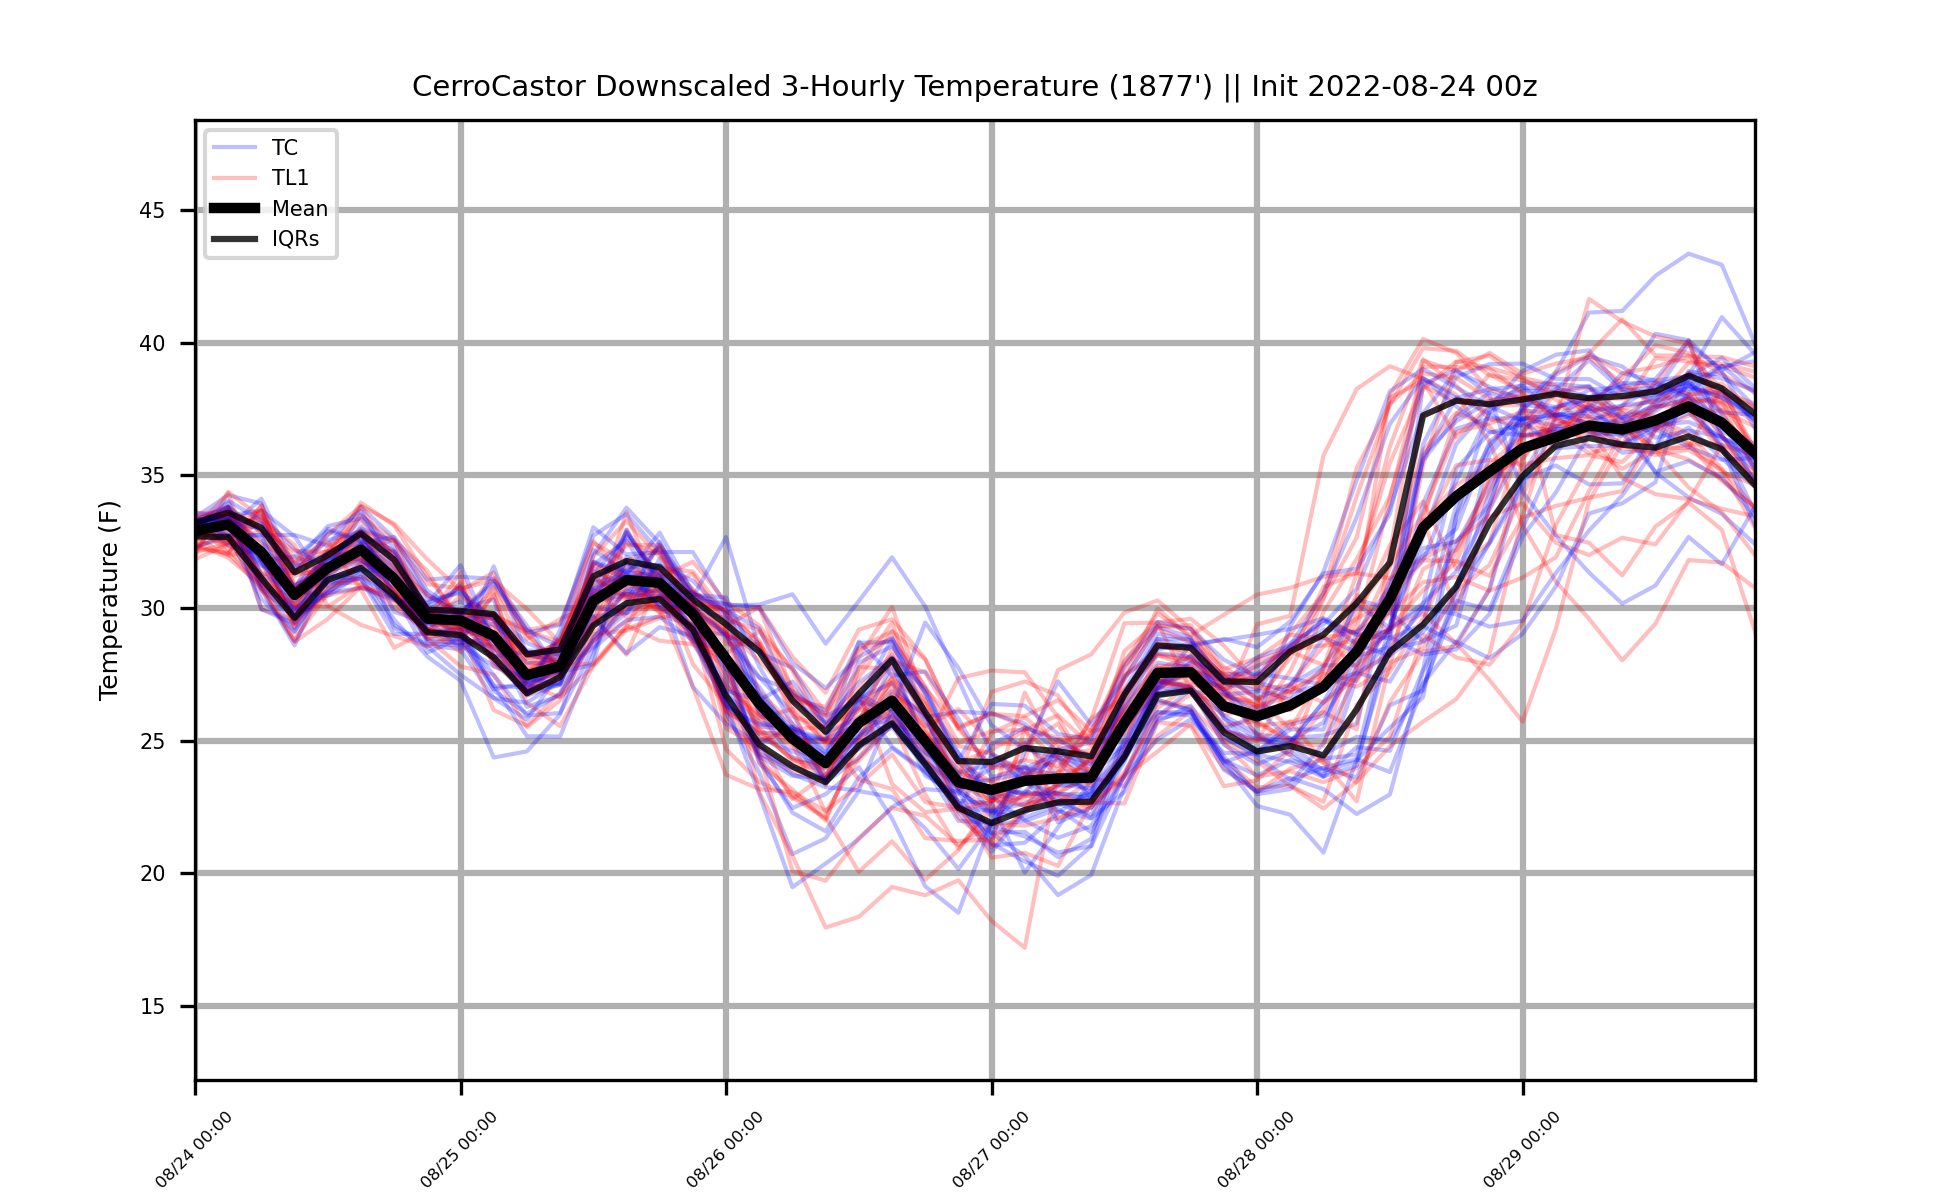 CerroCastor Downscaled 3-Hourly Temperature (1877') || Init 2022-08-24 00z
TC
TL1
Mean
IQRs
Temperature (F)
45
40
35
30
25
20
15
08/24 00:00
08/25 00:00
08/26 00:00
08/27 00:00
08/28 00:00
08/29 00:00